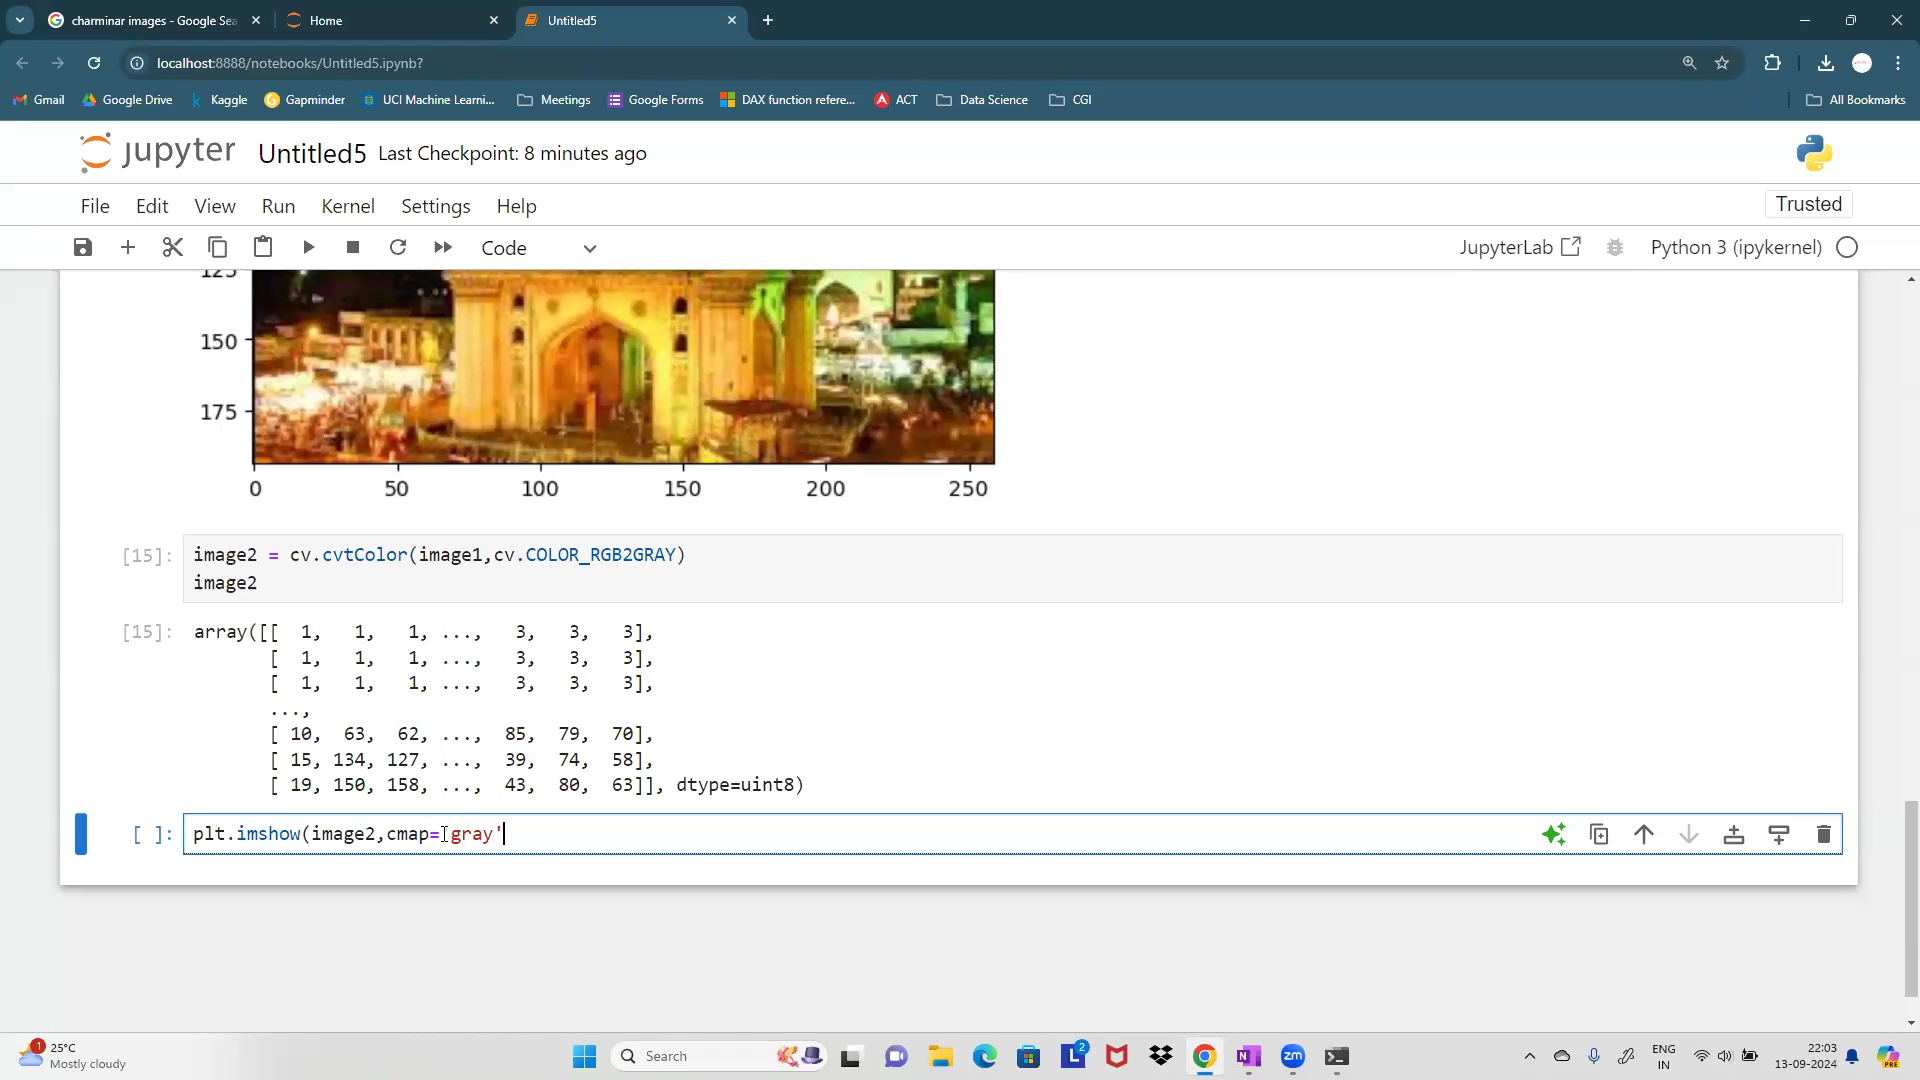 charminar images - Google Sea
Home
Untitled5
localhost:8888/notebooks/Untitled5.ipynb?
Gmail
Google Drive
Kaggle
Gapminder
UCI Machine Learni...
Meetings
Google Forms
DAX function refere...
ACT
Data Science
CGI
All Bookmarks
jupyter
Untitled5
Last Checkpoint: 8 minutes ago
File
Edit
View
Run
Kernel
Settings
Help
Trusted
Code
JupyterLab
Python 3 (ipykernel)
125
150
175
0 50 100 150 200 250
[15]: image2 = cv.cvtColor(image1,cv.COLOR_RGB2GRAY)
image2
[15]: array([[ 1, 1, 1, ..., 3, 3, 3],
[ 1, 1, 1, ..., 3, 3, 3],
[ 1, 1, 1, ..., 3, 3, 3],
...,
[ 10, 63, 62, ..., 85, 79, 70],
[ 15, 134, 127, ..., 39, 74, 58],
[ 19, 150, 158, ..., 43, 80, 63]], dtype=uint8)
[ ]: plt.imshow(image2,cmap='gray'
1
25°C
Mostly cloudy
Search
L
2
N
zm
ENG
IN
22:03
13-09-2024
PRE